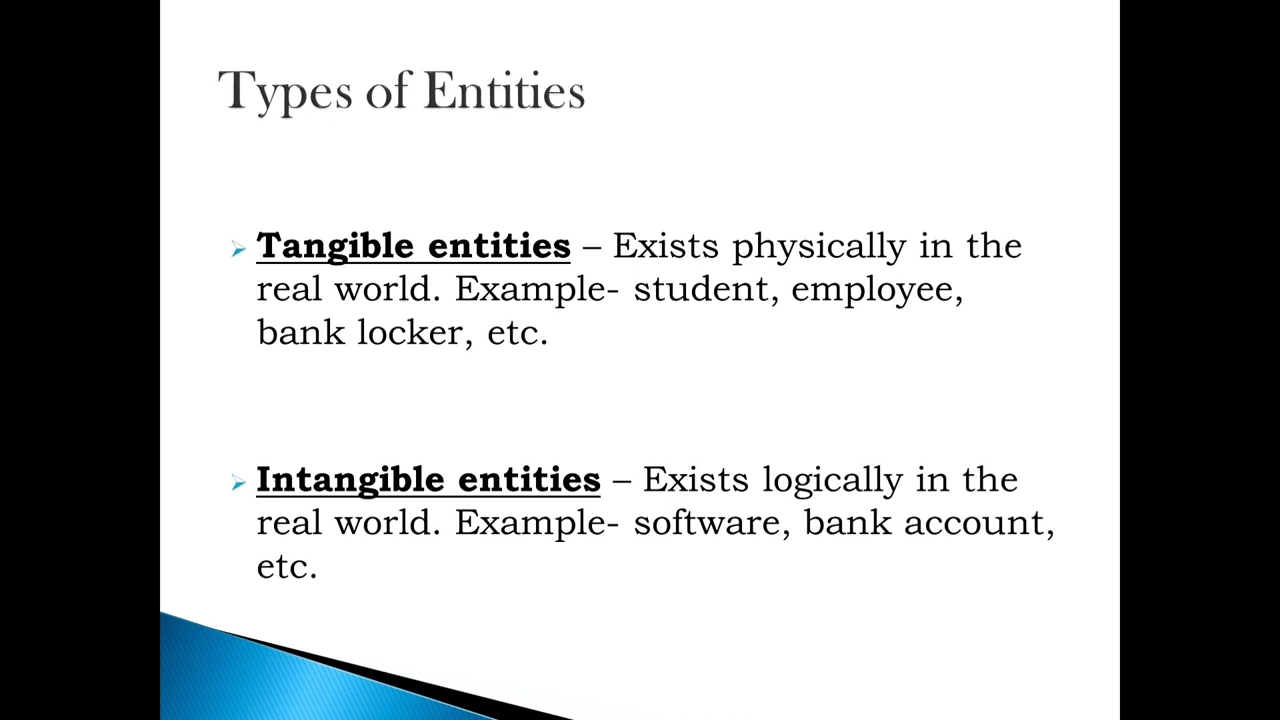 Types of Entities
Tangible entities – Exists physically in the
real world. Example- student, employee,
bank locker, etc.
Intangible entities – Exists logically in the
real world. Example- software, bank account,
etc.